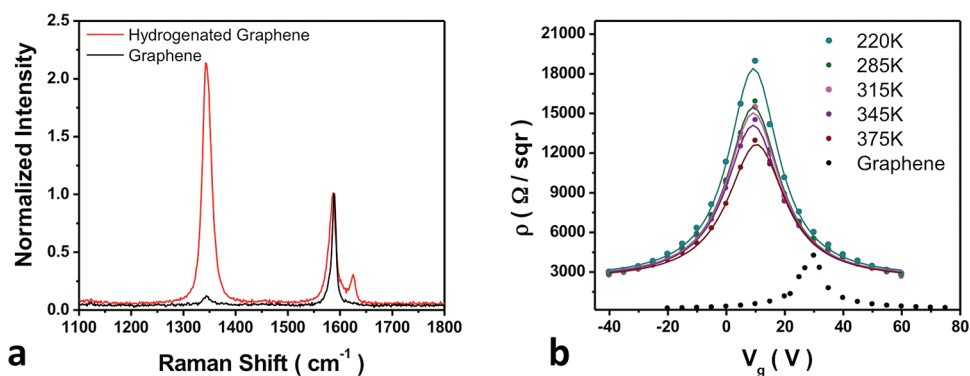 2.5
2.0
1.5
1.0
0.5
0.0
Normalized Intensity
Hydrogenated Graphene
Graphene
1100 1200 1300 1400 1500 1600 1700 1800
Raman Shift ( cm⁻¹ )
a
21000
18000
15000
12000
9000
6000
3000
ρ ( Ω / sqr )
220K
285K
315K
345K
375K
Graphene
-40 -20 0 20 40 60 80
V_g ( V )
b